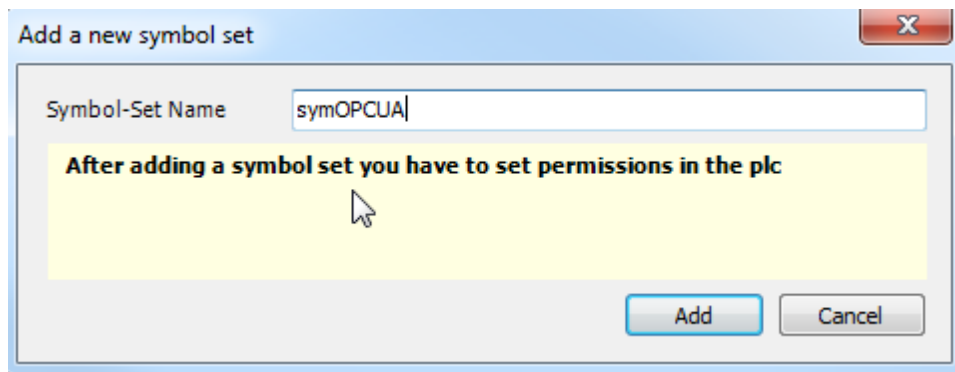 Add a new symbol set
Symbol-Set Name symOPCUA
After adding a symbol set you have to set permissions in the plc
Add Cancel